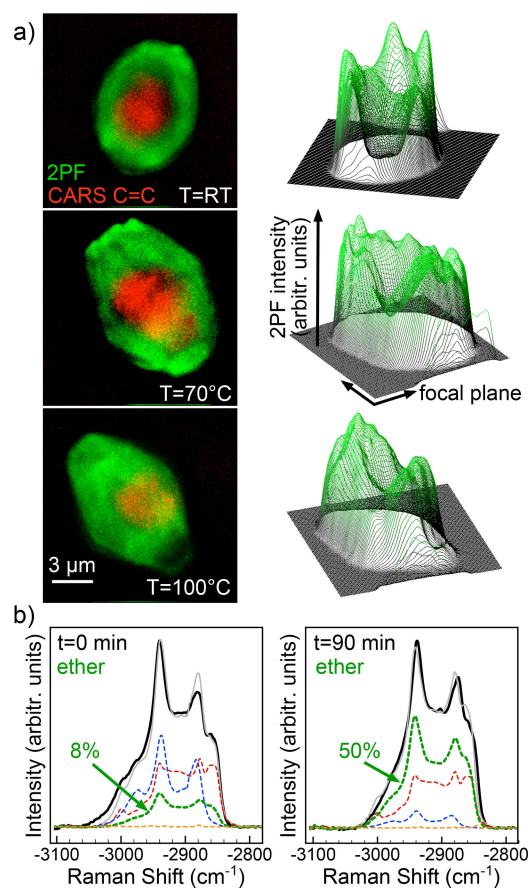 a)
2PF
CARS C=C
T=RT
T=70°C
3 µm
T=100°C
2PF intensity
(arbitr. units)
focal plane
b)
Intensity (arbitr. units)
t=0 min
ether
8%
-3100
-3000
-2900
-2800
Raman Shift (cm⁻¹)
Intensity (arbitr. units)
t=90 min
ether
50%
-3100
-3000
-2900
-2800
Raman Shift (cm⁻¹)